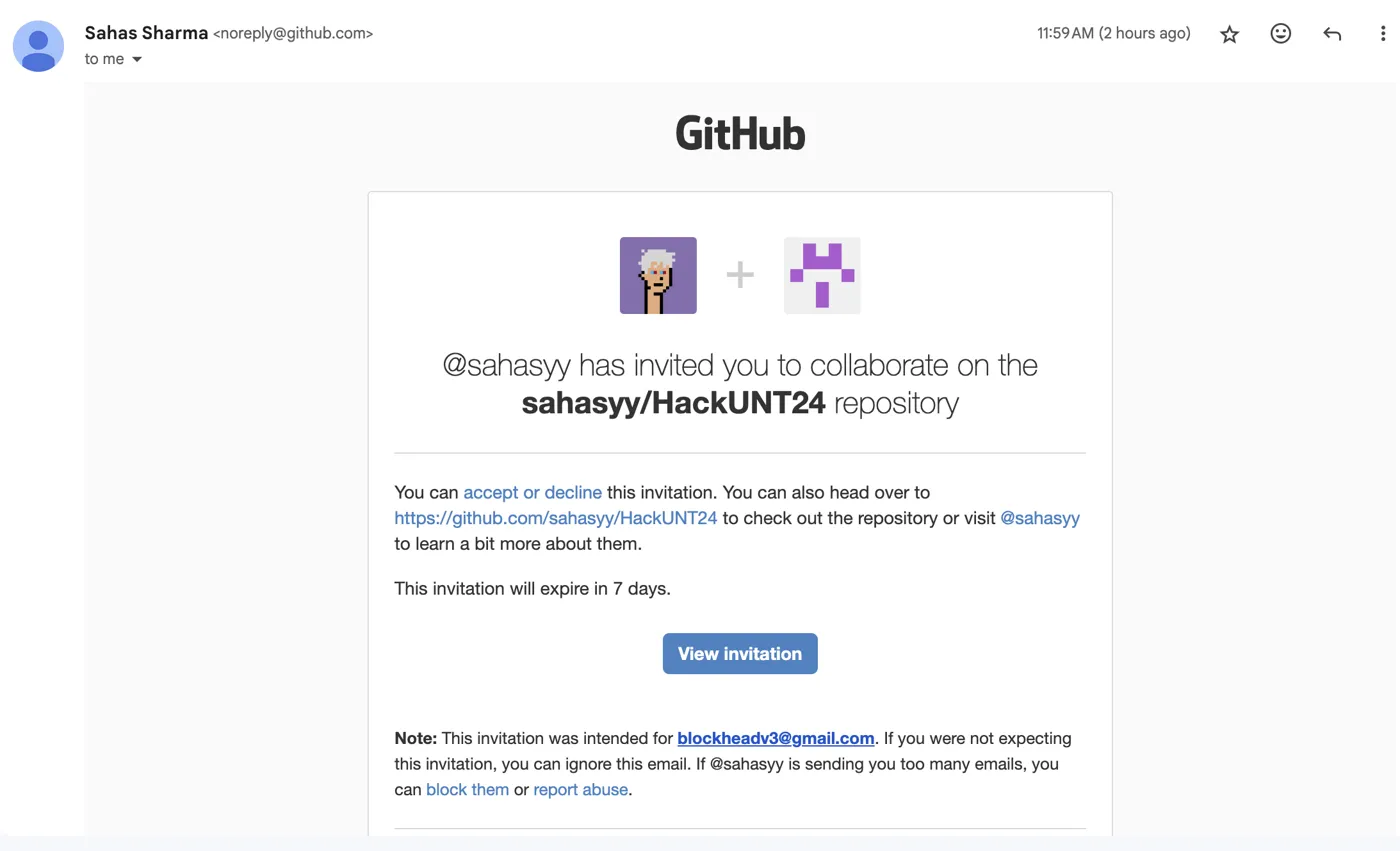 Sahas Sharma <noreply@github.com>
11:59 AM (2 hours ago)
to me
GitHub
@sahasyy has invited you to collaborate on the
sahasyy/HackUNT24 repository
You can accept or decline this invitation. You can also head over to
https://github.com/sahasyy/HackUNT24 to check out the repository or visit @sahasyy
to learn a bit more about them.
This invitation will expire in 7 days.
View invitation
Note: This invitation was intended for blockheadv3@gmail.com. If you were not expecting
this invitation, you can ignore this email. If @sahasyy is sending you too many emails, you
can block them or report abuse.